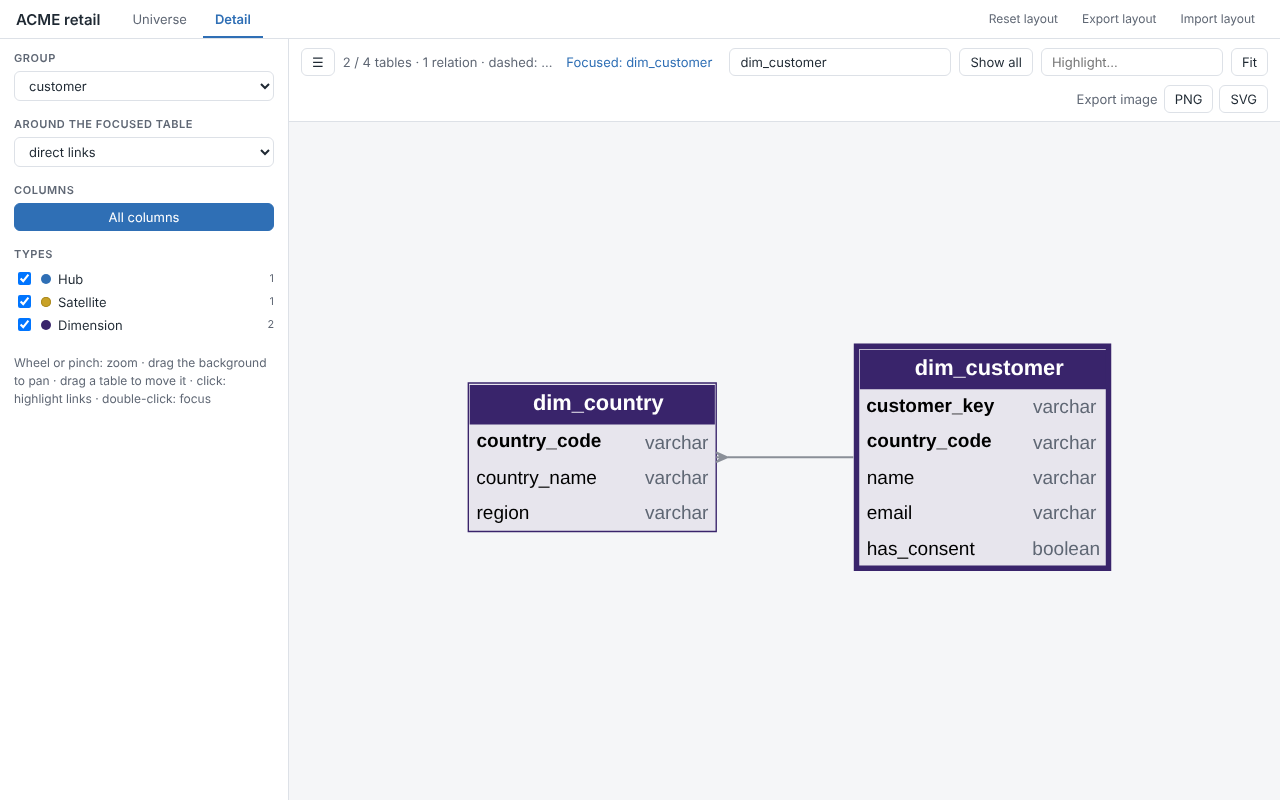 ACME retail Universe Detail Reset layout Export layout Import layout
GROUP
customer
AROUND THE FOCUSED TABLE
direct links
COLUMNS
All columns
TYPES
Hub 1
Satellite 1
Dimension 2
Wheel or pinch: zoom · drag the background
to pan · drag a table to move it · click:
highlight links · double-click: focus
☰ 2 / 4 tables · 1 relation · dashed: ... Focused: dim_customer dim_customer Show all Highlight... Fit
Export image PNG SVG
dim_country
country_code varchar
country_name varchar
region varchar
dim_customer
customer_key varchar
country_code varchar
name varchar
email varchar
has_consent boolean